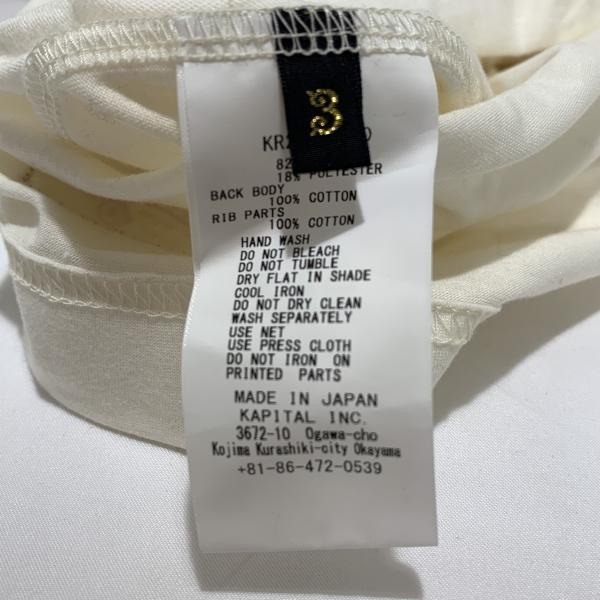 3
18% POLYESTER
BACK BODY
100% COTTON
RIB PARTS
100% COTTON
HAND WASH
DO NOT BLEACH
DO NOT TUMBLE
DRY FLAT IN SHADE
COOL IRON
DO NOT DRY CLEAN
WASH SEPARATELY
USE NET
USE PRESS CLOTH
DO NOT IRON ON
PRINTED PARTS
MADE IN JAPAN
KAPITAL INC.
3672-10 Ogawa-cho
Kojima Kurashiki-city Okayama
+81-86-472-0539